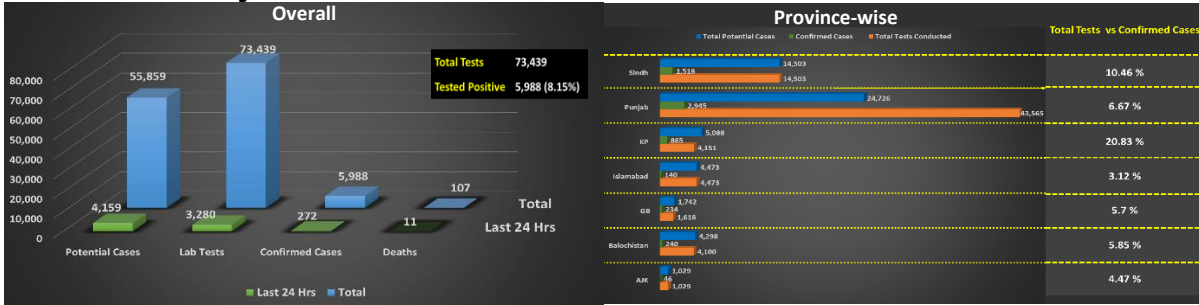 Overall
Total Tests 73,439
Tested Positive 5,988 (8.15%)
80,000
70,000
60,000
50,000
40,000
30,000
20,000
10,000
0
55,859
73,439
5,988
107
4,159
3,280
272
11
Total
Last 24 Hrs
Potential Cases Lab Tests Confirmed Cases Deaths
Last 24 Hrs Total
Province-wise
Total Potential Cases Confirmed Cases Total Tests Conducted
Total Tests vs Confirmed Cases
Sindh
14,503
1,518
14,503
10.46 %
Punjab
24,726
2,945
43,565
6.67 %
KP
5,088
865
4,151
20.83 %
Islamabad
4,473
140
4,473
3.12 %
GB
1,742
234
1,618
5.7 %
Balochistan
4,298
240
4,100
5.85 %
AJK
1,029
46
1,029
4.47 %